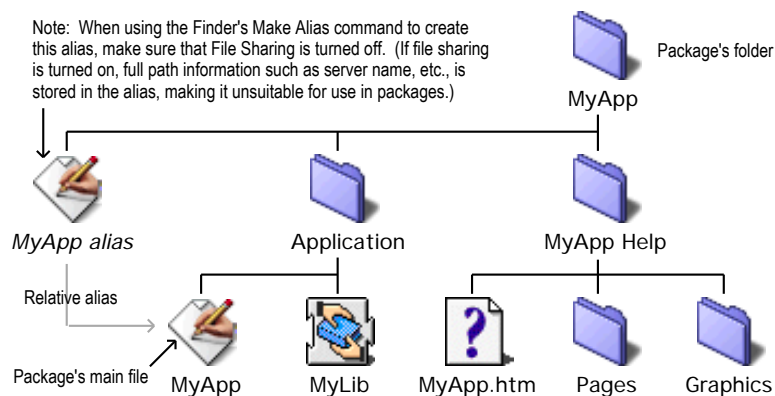 Note: When using the Finder's Make Alias command to create
this alias, make sure that File Sharing is turned off. (If file sharing
is turned on, full path information such as server name, etc., is
stored in the alias, making it unsuitable for use in packages.)
Package's folder
MyApp
MyApp alias
Application
MyApp Help
Relative alias
Package's main file
MyApp
MyLib
MyApp.htm
Pages
Graphics